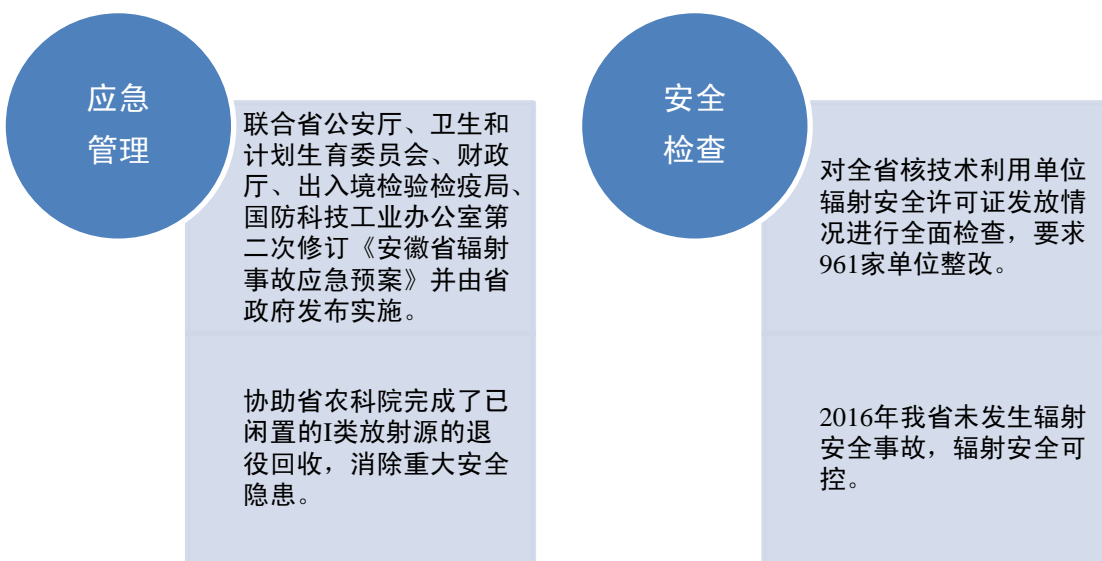 应急
管理
联合省公安厅、卫生和
计划生育委员会、财政
厅、出入境检验检疫局、
国防科技工业办公室第
二次修订《安徽省辐射
事故应急预案》并由省
政府发布实施。
协助省农科院完成了已
闲置的I类放射源的退
役回收，消除重大安全
隐患。
安全
检查
对全省核技术利用单位
辐射安全许可证发放情
况进行全面检查，要求
961家单位整改。
2016年我省未发生辐射
安全事故，辐射安全可
控。